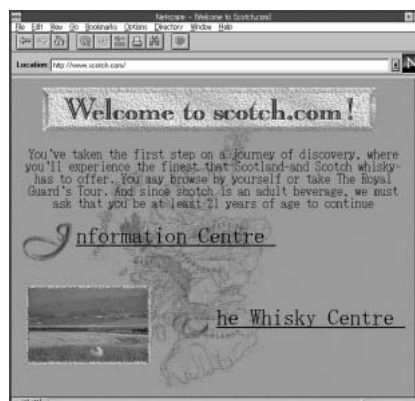 Netscape - [Welcome to Scotch.com!]
File Edit View Go Bookmarks Options Directory Window Help
Location: http://www.scotch.com/
Welcome to scotch.com!
You've taken the first step on a journey of discovery, where
you'll experience the finest that Scotland-and Scotch whisky-
has to offer. You may browse by yourself or take The Royal
Guard's Tour. And since scotch is an adult beverage, we must
ask that you be at least 21 years of age to continue
Information Centre
The Whisky Centre